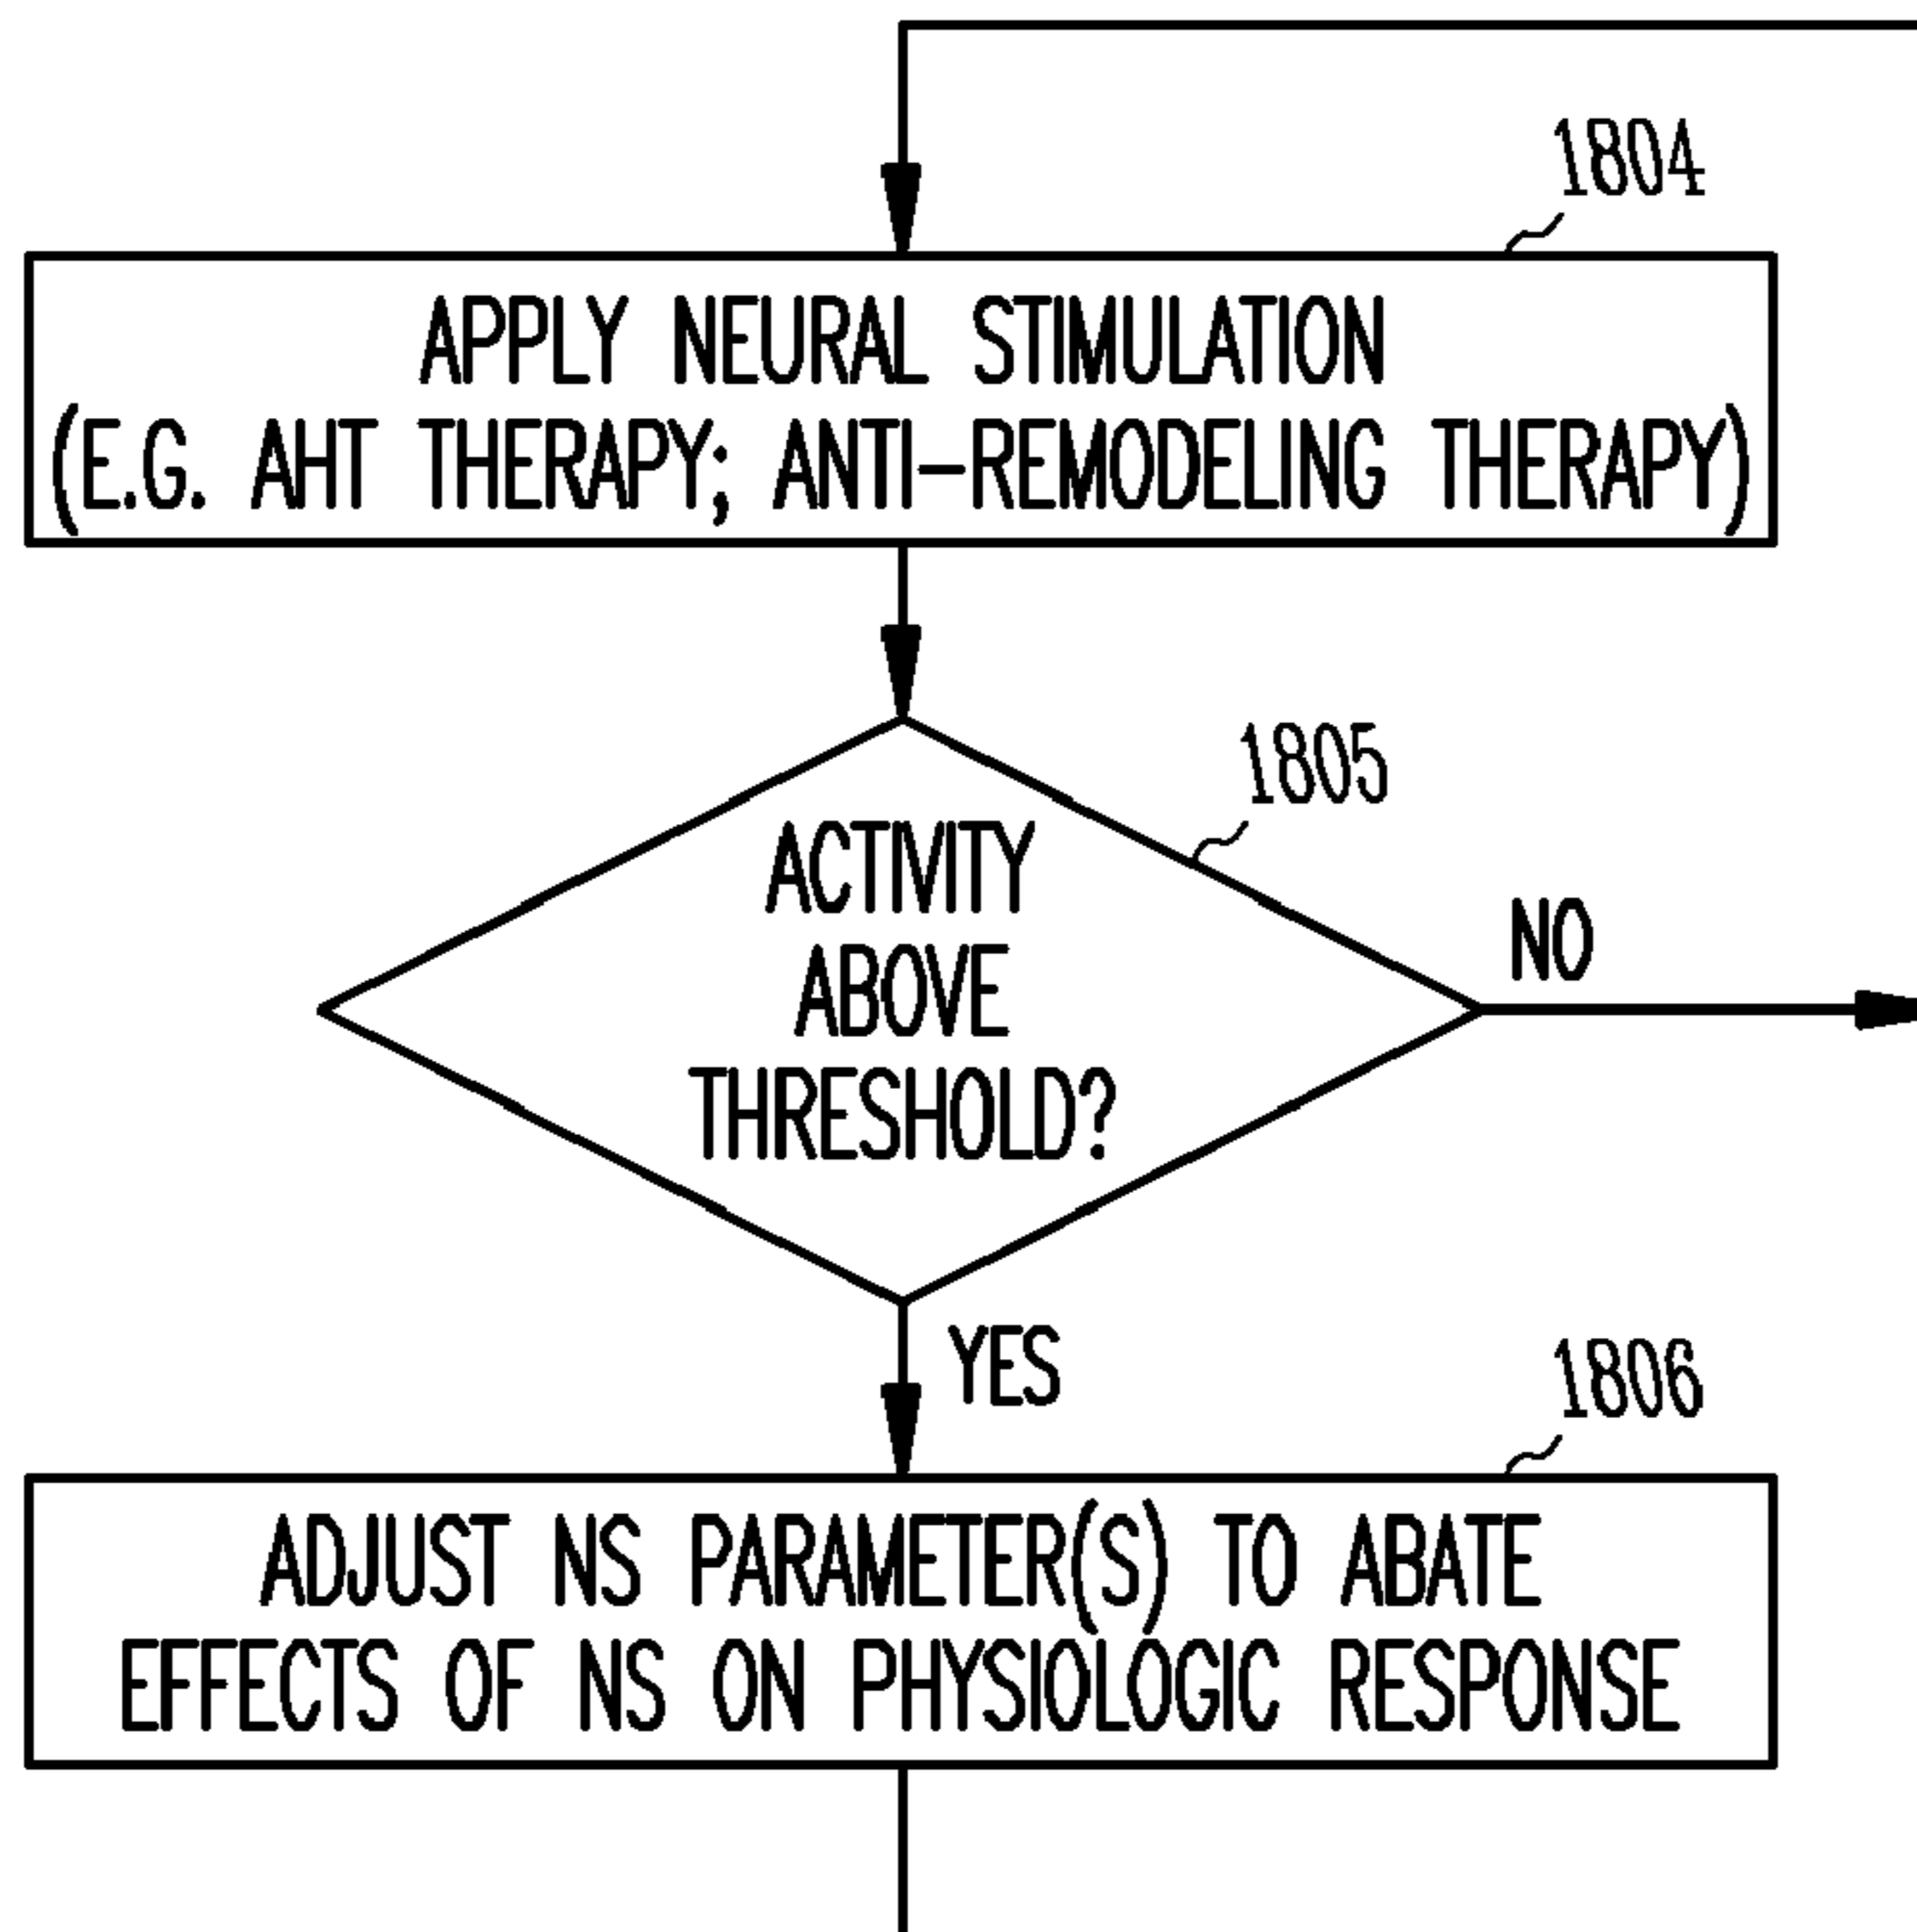 1804
APPLY NEURAL STIMULATION
(E.G. AHT THERAPY; ANTI-REMODELING THERAPY)
1805
ACTIVITY
ABOVE
THRESHOLD?
NO
YES
1806
ADJUST NS PARAMETER(S) TO ABATE
EFFECTS OF NS ON PHYSIOLOGIC RESPONSE